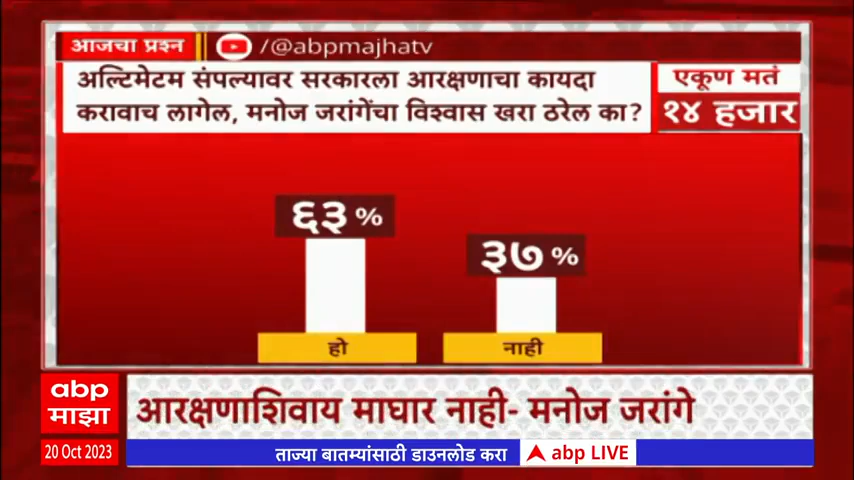 आजचा प्रश्न
/@abpmajhatv
अल्टिमेटम संपल्यावर सरकारला आरक्षणाचा कायदा
करावाच लागेल, मनोज जरांगेंचा विश्वास खरा ठरेल का?
एकूण मतं
१४ हजार
६३ %
३७ %
हो
नाही
abp
माझा
आरक्षणाशिवाय माघार नाही- मनोज जरांगे
20 Oct 2023
ताज्या बातम्यांसाठी डाउनलोड करा
abp LIVE